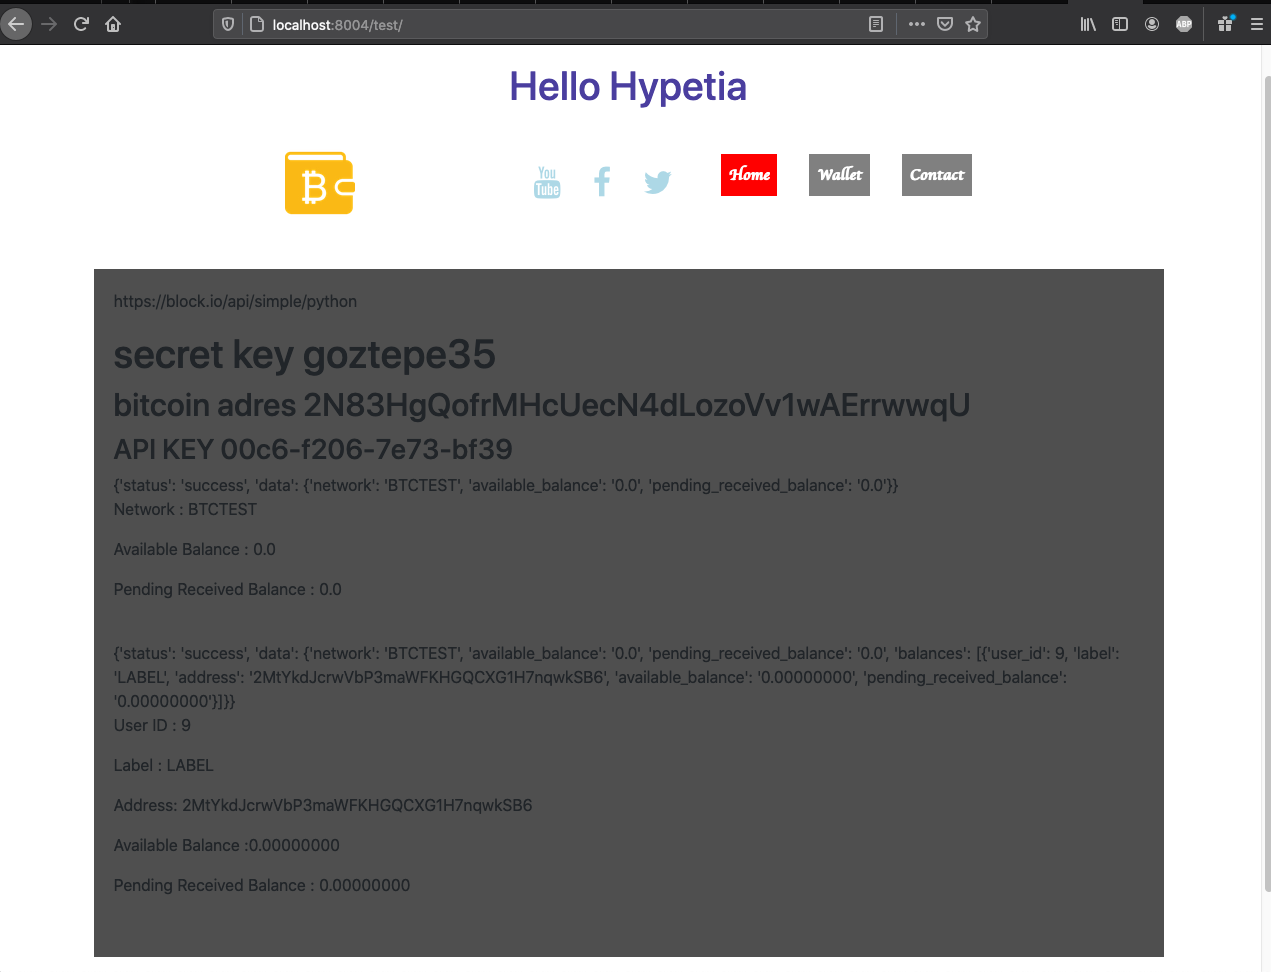 localhost:8004/test/
ABP
Hello Hypetia
B
You
Tube
Home
Wallet
Contact
https://block.io/api/simple/python
secret key goztepe35
bitcoin adres 2N83HgQofrMHcUecN4dLozoVv1wAErrwwqU
API KEY 00c6-f206-7e73-bf39
{'status': 'success', 'data': {'network': 'BTCTEST', 'available_balance': '0.0', 'pending_received_balance': '0.0'}}
Network : BTCTEST
Available Balance : 0.0
Pending Received Balance : 0.0
{'status': 'success', 'data': {'network': 'BTCTEST', 'available_balance': '0.0', 'pending_received_balance': '0.0', 'balances': [{'user_id': 9, 'label':
'LABEL', 'address': '2MtYkdJcrwVbP3maWFKHGQCXG1H7nqwkSB6', 'available_balance': '0.00000000', 'pending_received_balance':
'0.00000000'}]}}
User ID : 9
Label : LABEL
Address: 2MtYkdJcrwVbP3maWFKHGQCXG1H7nqwkSB6
Available Balance :0.00000000
Pending Received Balance : 0.00000000